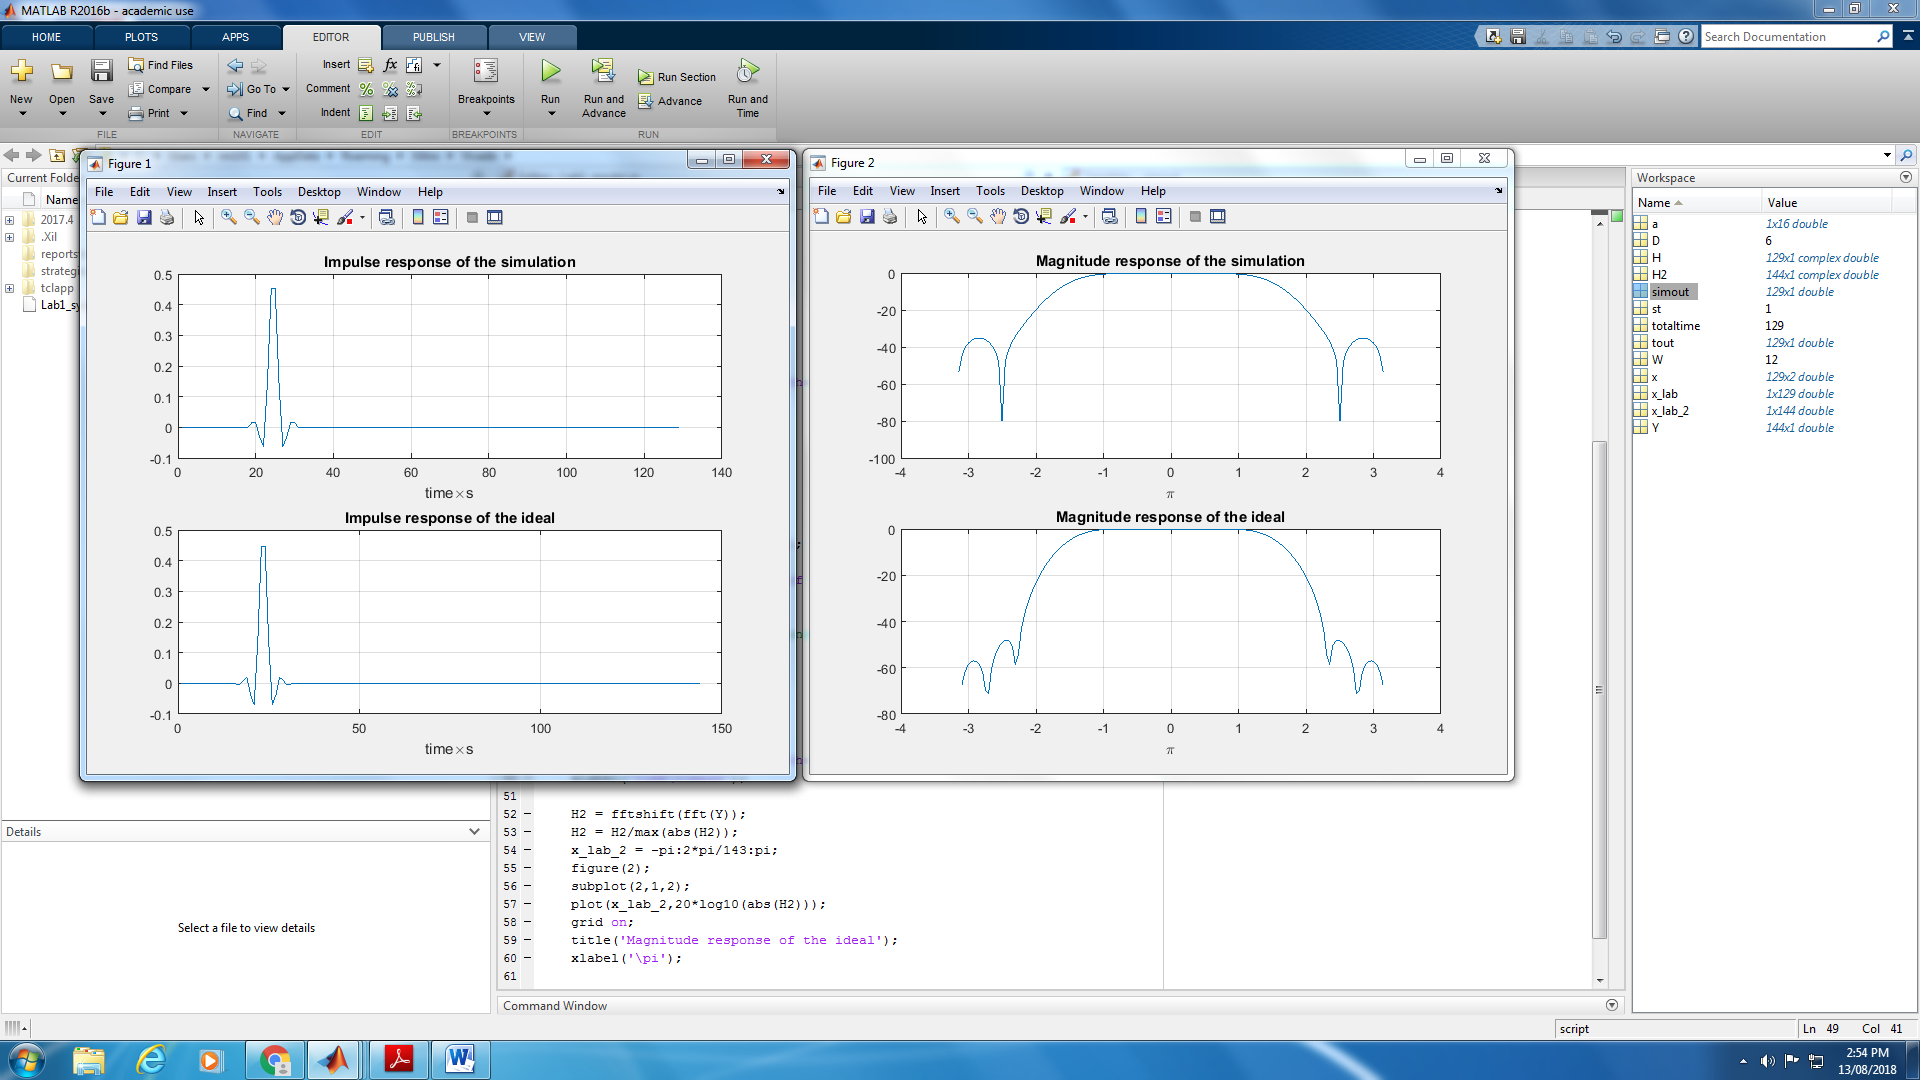 MATLAB R2016b - academic use
HOME PLOTS APPS EDITOR PUBLISH VIEW
Search Documentation
New Open Save Find Files Compare Print
Go To Find
Insert fx Comment Indent
Breakpoints
Run Run and Advance Run Section Advance Run and Time
FILE NAVIGATE EDIT BREAKPOINTS RUN
Current Folde
Name
2017.4
.Xil
reports
strategi
tclapp
Lab1_sy
Details
Select a file to view details
Figure 1
File Edit View Insert Tools Desktop Window Help
Impulse response of the simulation
0.5
0.4
0.3
0.2
0.1
0
-0.1
0 20 40 60 80 100 120 140
time×s
Impulse response of the ideal
0.5
0.4
0.3
0.2
0.1
0
-0.1
0 50 100 150
time×s
Figure 2
File Edit View Insert Tools Desktop Window Help
Magnitude response of the simulation
0
-20
-40
-60
-80
-100
-4 -3 -2 -1 0 1 2 3 4
π
Magnitude response of the ideal
0
-20
-40
-60
-80
-4 -3 -2 -1 0 1 2 3 4
π
51
52 – H2 = fftshift(fft(Y));
53 – H2 = H2/max(abs(H2));
54 – x_lab_2 = -pi:2*pi/143:pi;
55 – figure(2);
56 – subplot(2,1,2);
57 – plot(x_lab_2,20*log10(abs(H2)));
58 – grid on;
59 – title('Magnitude response of the ideal');
60 – xlabel('\pi');
61
Command Window
Workspace
Name Value
a 1x16 double
D 6
H 129x1 complex double
H2 144x1 complex double
simout 129x1 double
st 1
totaltime 129
tout 129x1 double
W 12
x 129x2 double
x_lab 1x129 double
x_lab_2 1x144 double
Y 144x1 double
script Ln 49 Col 41
2:54 PM
13/08/2018